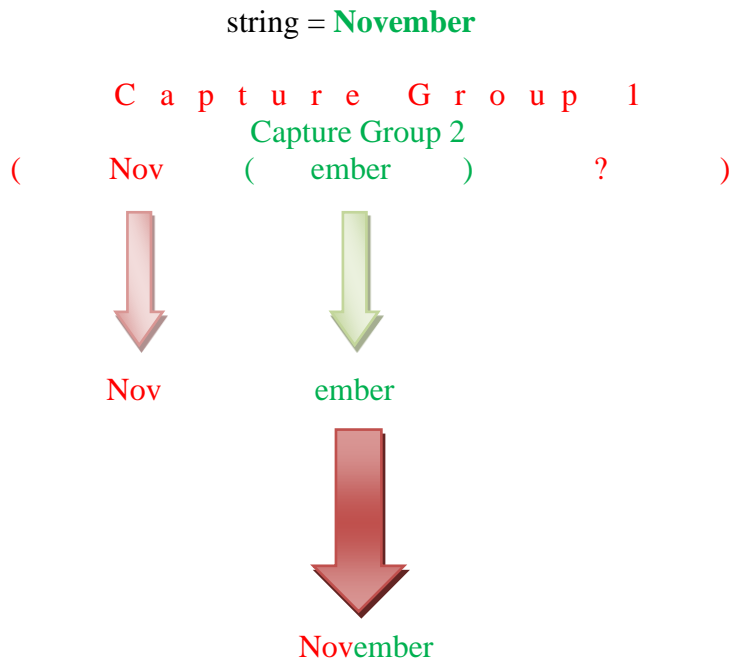 string = November
C a p t u r e G r o u p 1
Capture Group 2
( Nov ( ember ) ? )
Nov ember
November